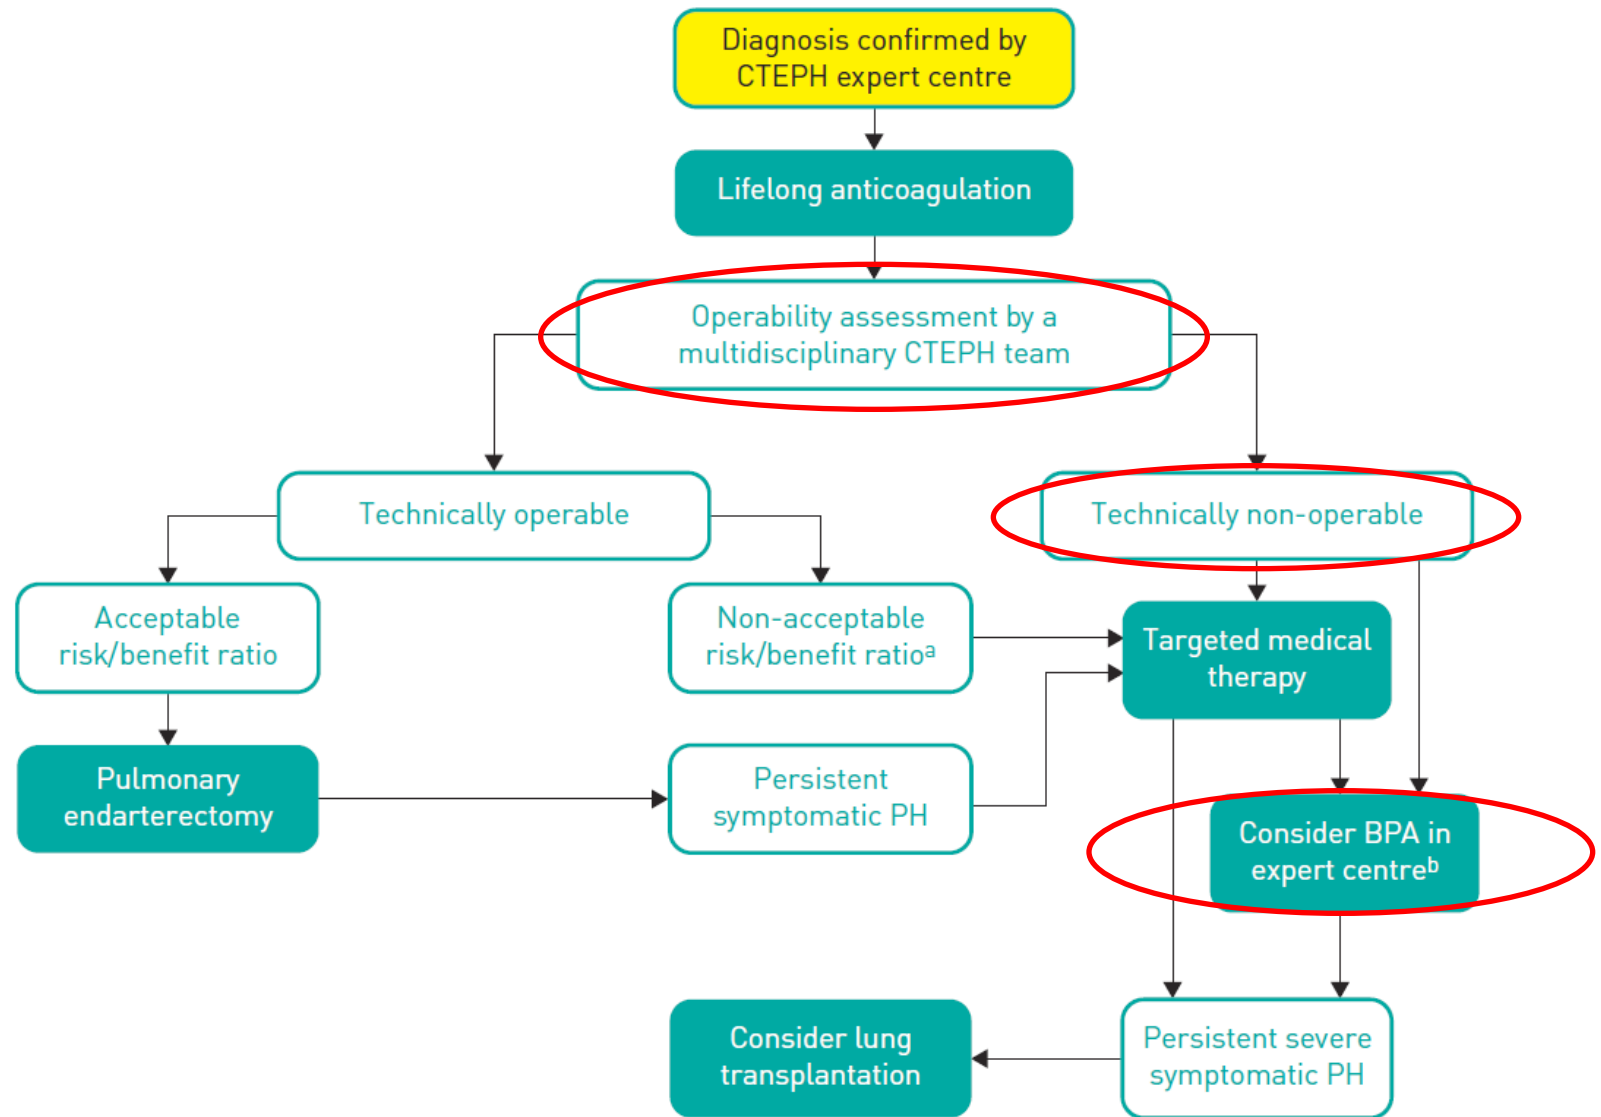 Diagnosis confirmed by
CTEPH expert centre
Lifelong anticoagulation
Operability assessment by a
multidisciplinary CTEPH team
Technically operable
Technically non-operable
Acceptable
risk/benefit ratio
Non-acceptable
risk/benefit ratioᵃ
Targeted medical
therapy
Pulmonary
endarterectomy
Persistent
symptomatic PH
Consider BPA in
expert centreᵇ
Consider lung
transplantation
Persistent severe
symptomatic PH